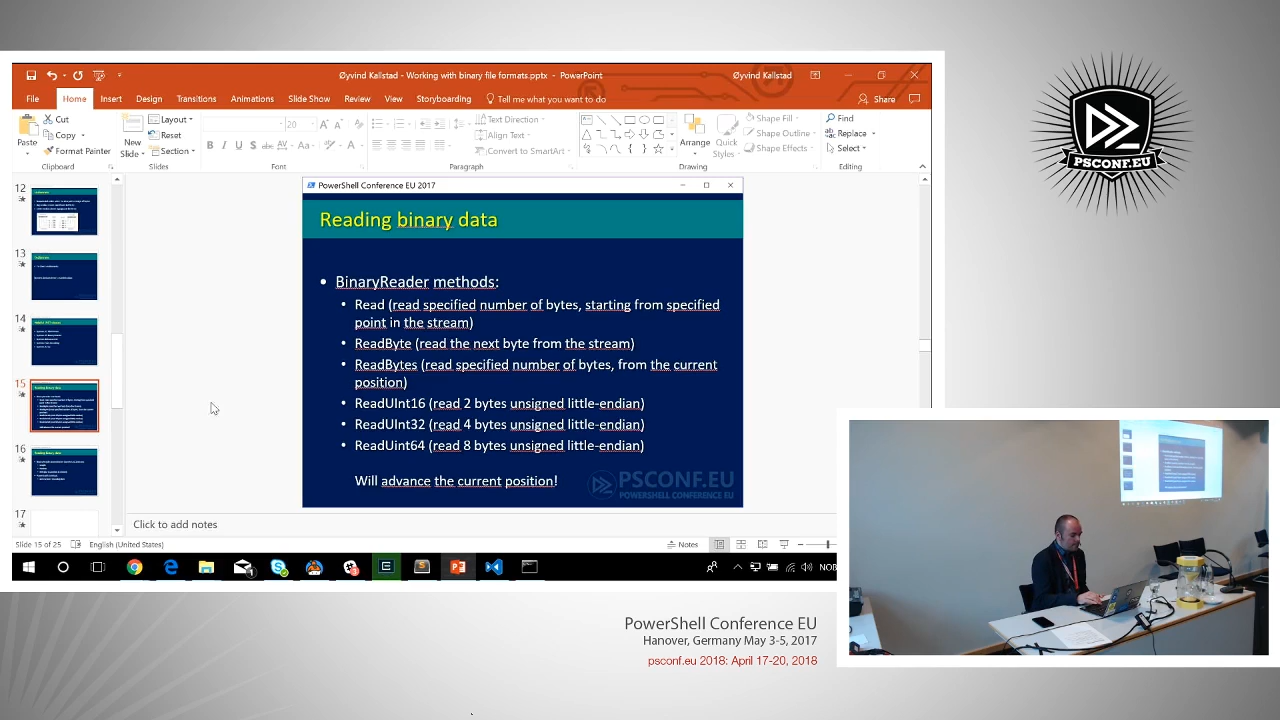 Øyvind Kallstad - Working with binary file formats.pptx - PowerPoint
Øyvind Kallstad
File Home Insert Design Transitions Animations Slide Show Review View Storyboarding Tell me what you want to do Share
Paste
Cut
Copy
Format Painter
Clipboard
New Slide
Layout
Reset
Section
Slides
20
Font
Text Direction
Align Text
Convert to SmartArt
Paragraph
Arrange
Quick Styles
Shape Fill
Shape Outline
Shape Effects
Drawing
Find
Replace
Select
Editing
12
13
14
15
16
17
PowerShell Conference EU 2017
Reading binary data
• BinaryReader methods:
• Read (read specified number of bytes, starting from specified
point in the stream)
• ReadByte (read the next byte from the stream)
• ReadBytes (read specified number of bytes, from the current
position)
• ReadUInt16 (read 2 bytes unsigned little-endian)
• ReadUInt32 (read 4 bytes unsigned little-endian)
• ReadUint64 (read 8 bytes unsigned little-endian)
Will advance the current position!
PSCONF.EU
POWERSHELL CONFERENCE EU
Click to add notes
Slide 15 of 25 English (United States) Notes
NOB
PSCONF.EU
PowerShell Conference EU
Hanover, Germany May 3-5, 2017
psconf.eu 2018: April 17-20, 2018